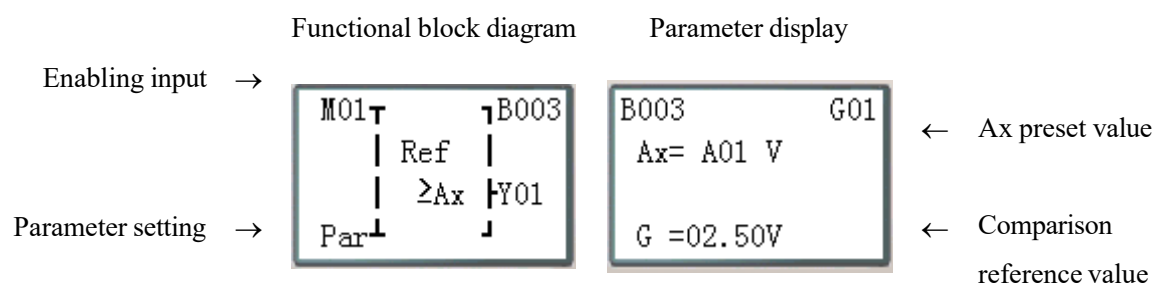 Functional block diagram
Parameter display
Enabling input →
M01 B003
Ref
≥Ax Y01
Parameter setting →
Par
B003 G01
Ax= A01 V
G =02.50V
← Ax preset value
← Comparison
reference value